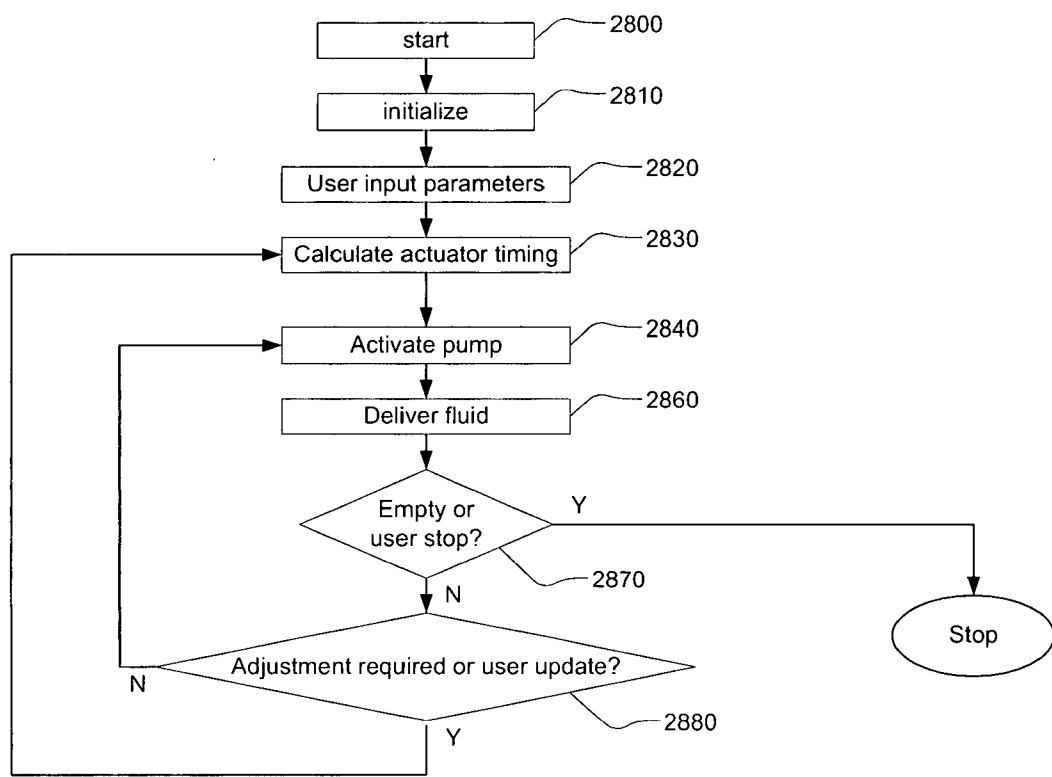 start
2800
initialize
2810
User input parameters
2820
Calculate actuator timing
2830
Activate pump
2840
Deliver fluid
2860
Empty or
user stop?
Y
2870
N
Stop
Adjustment required or user update?
N
2880
Y